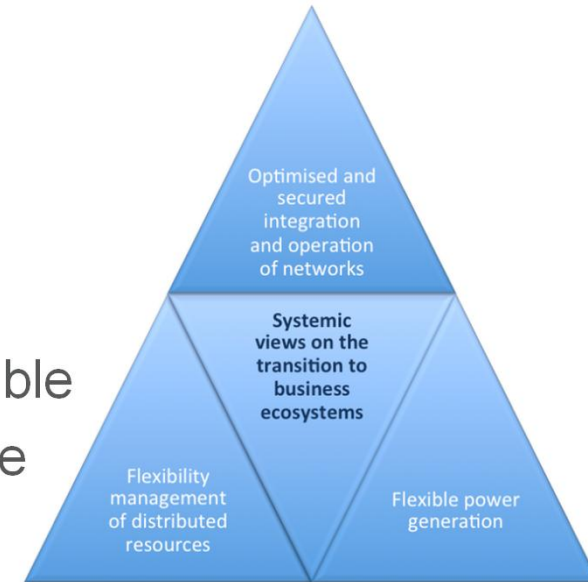 Optimised and
secured
integration
and operation
of networks
Systemic
views on the
transition to
business
ecosystems
ble
e
Flexibility
management
of distributed
resources
Flexible power
generation